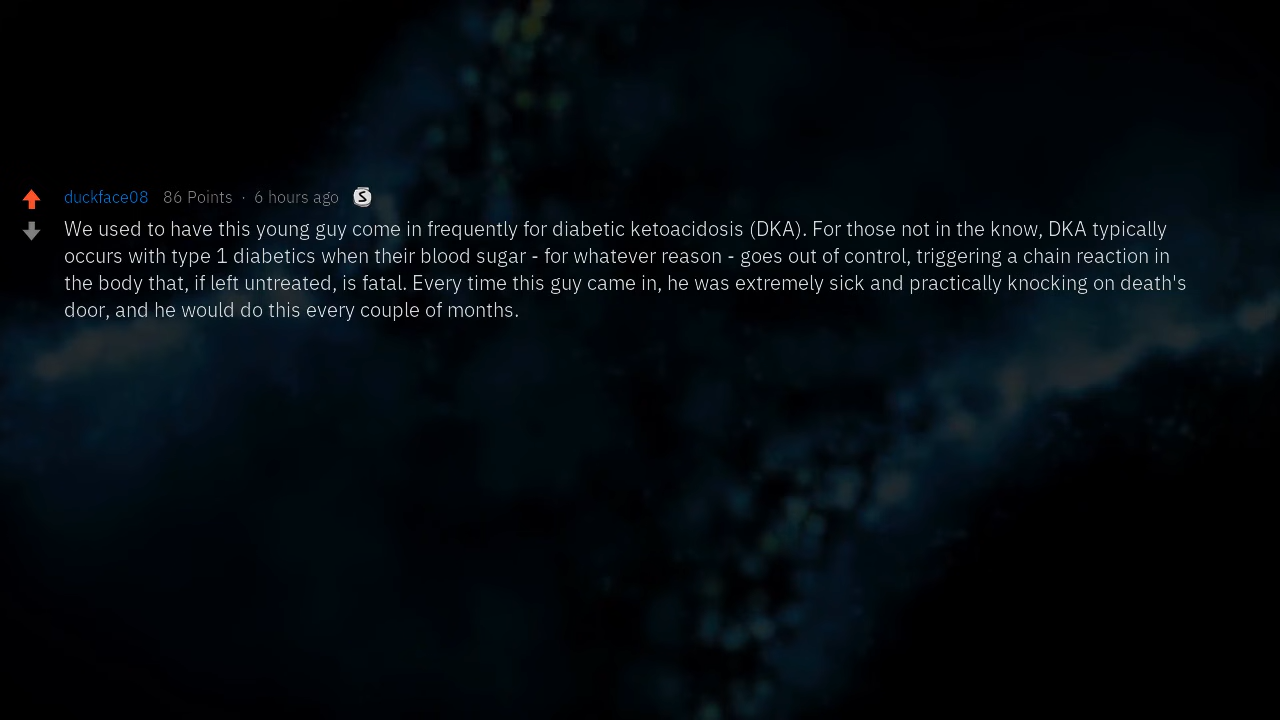 duckface08 86 Points · 6 hours ago S
We used to have this young guy come in frequently for diabetic ketoacidosis (DKA). For those not in the know, DKA typically
occurs with type 1 diabetics when their blood sugar - for whatever reason - goes out of control, triggering a chain reaction in
the body that, if left untreated, is fatal. Every time this guy came in, he was extremely sick and practically knocking on death's
door, and he would do this every couple of months.